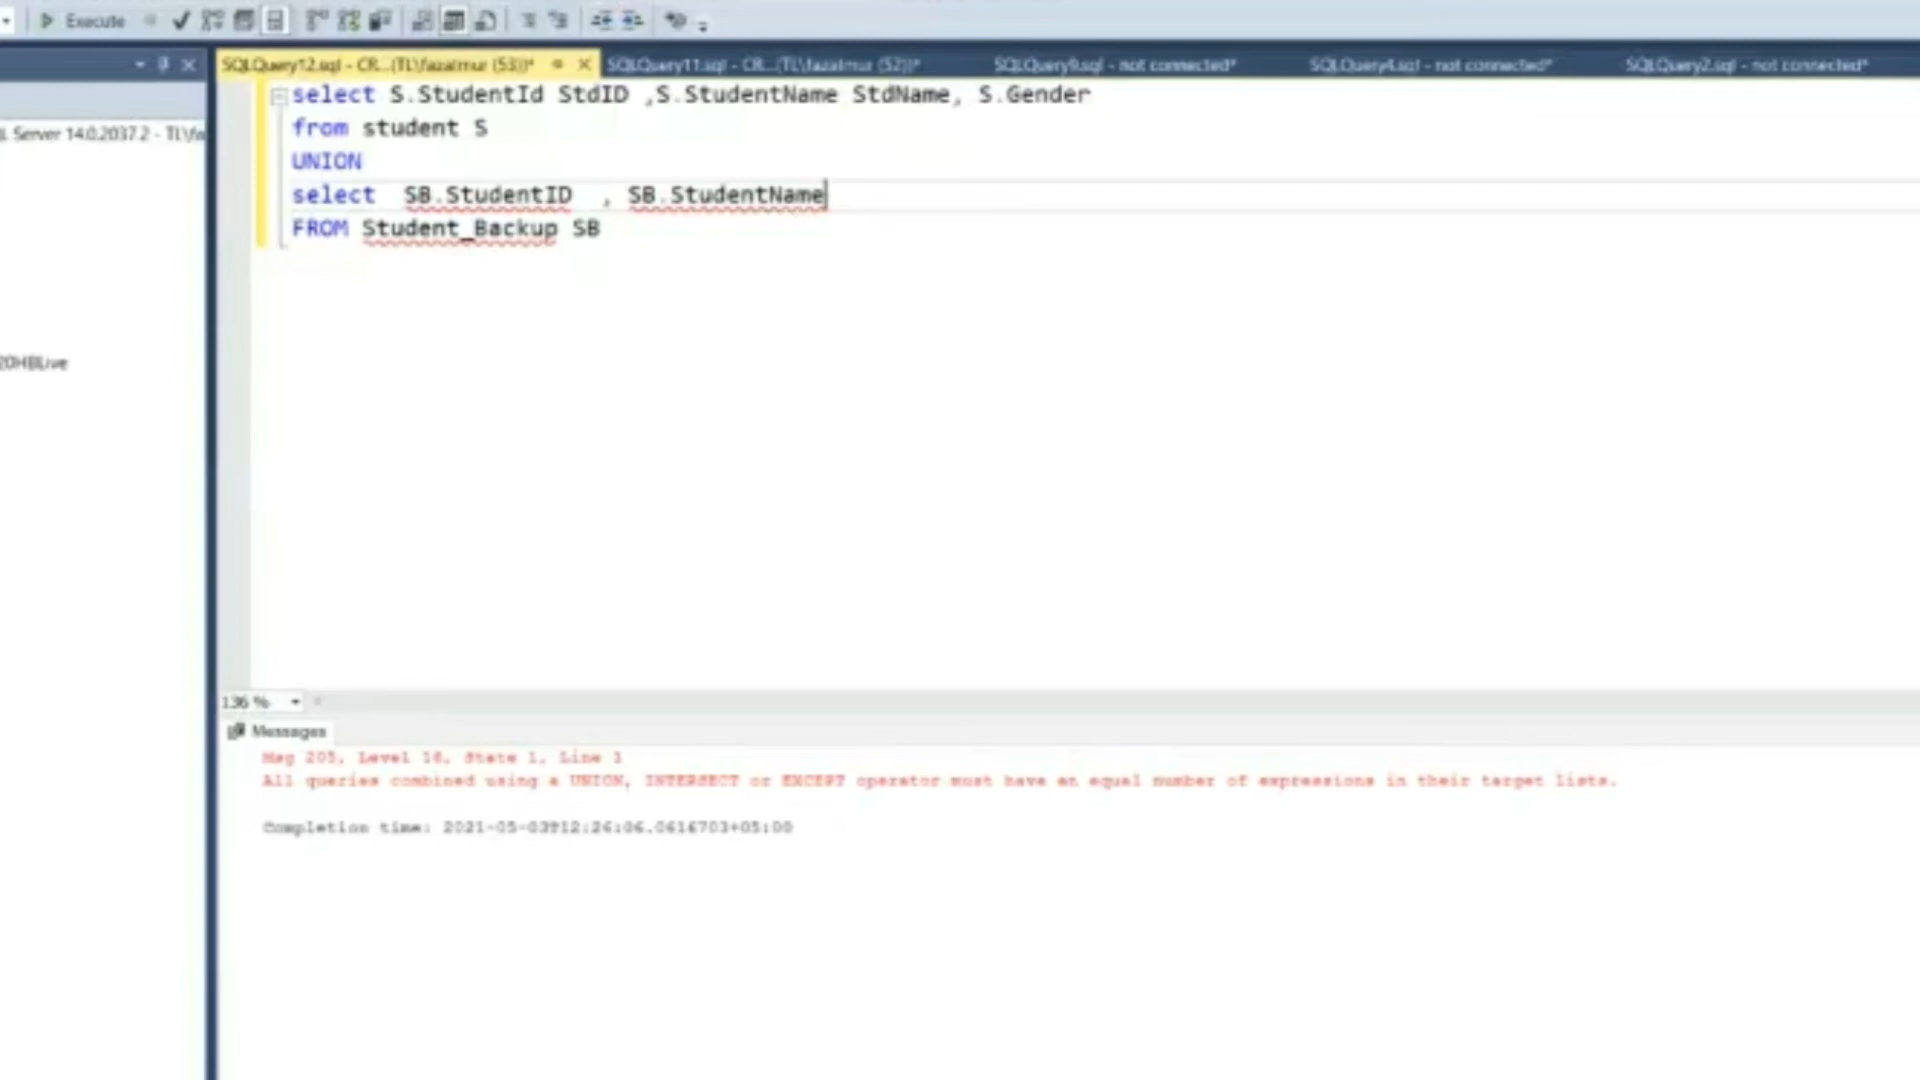 Execute
SQLQuery12.sql - CR...(TL\fazalmur (53))*
SQLQuery11.sql - CR...(TL\fazalmur (52))*
SQLQuery9.sql - not connected*
SQLQuery4.sql - not connected*
SQLQuery2.sql - not connected*
select S.StudentId StdID ,S.StudentName StdName, S.Gender
from student S
UNION
select SB.StudentID , SB.StudentName
FROM Student_Backup SB
L Server 14.0.2037.2 - TL\fa
20HBLive
136 %
Messages
Msg 205, Level 16, State 1, Line 1
All queries combined using a UNION, INTERSECT or EXCEPT operator must have an equal number of expressions in their target lists.
Completion time: 2021-05-03T12:26:06.0616703+05:00